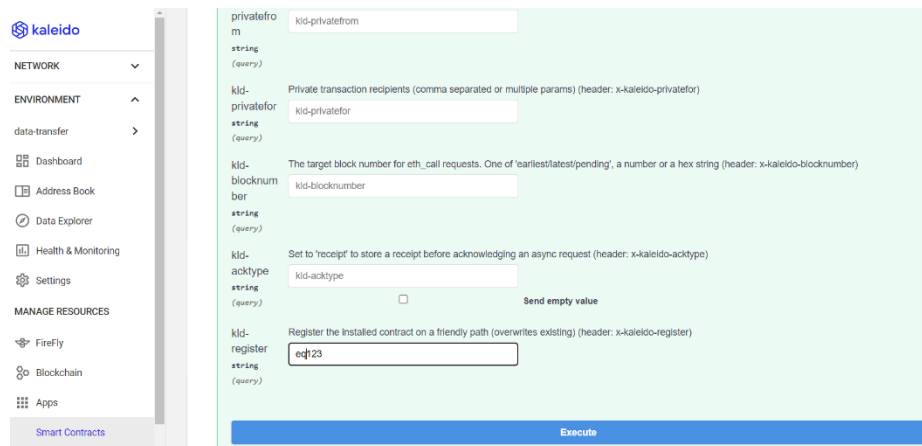 kaleido
NETWORK
ENVIRONMENT
data-transfer
Dashboard
Address Book
Data Explorer
Health & Monitoring
Settings
MANAGE RESOURCES
FireFly
Blockchain
Apps
Smart Contracts
privatefro
m
string
(query)
kld-privatefrom
kld-
privatefor
string
(query)
Private transaction recipients (comma separated or multiple params) (header: x-kaleido-privatefor)
kld-privatefor
kld-
blocknum
ber
string
(query)
The target block number for eth_call requests. One of 'earliest/latest/pending', a number or a hex string (header: x-kaleido-blocknumber)
kld-blocknumber
kld-
acktype
string
(query)
Set to 'receipt' to store a receipt before acknowledging an async request (header: x-kaleido-acktype)
kld-acktype
Send empty value
kld-
register
string
(query)
Register the installed contract on a friendly path (overwrites existing) (header: x-kaleido-register)
eq123
Execute